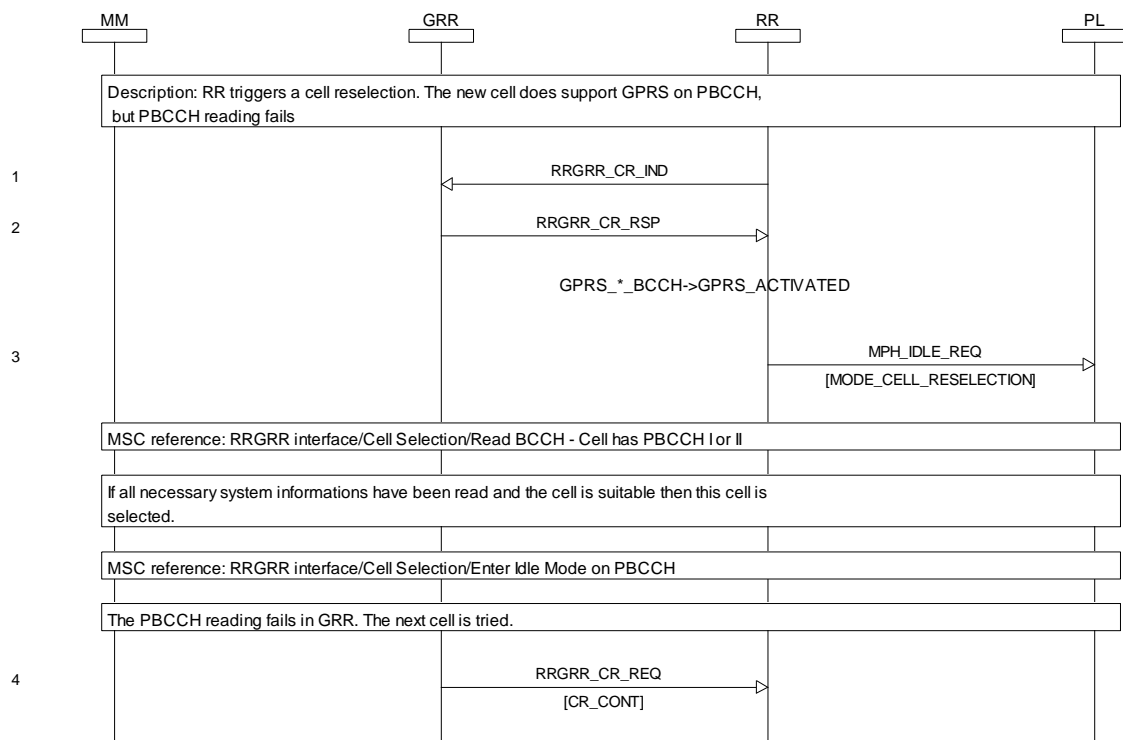 MM GRR RR PL
Description: RR triggers a cell reselection. The new cell does support GPRS on PBCCH,
but PBCCH reading fails
1 RRGRR_CR_IND
2 RRGRR_CR_RSP
GPRS_*_BCCH->GPRS_ACTIVATED
3 MPH_IDLE_REQ
[MODE_CELL_RESELECTION]
MSC reference: RRGRR interface/Cell Selection/Read BCCH - Cell has PBCCH I or II
If all necessary system informations have been read and the cell is suitable then this cell is
selected.
MSC reference: RRGRR interface/Cell Selection/Enter Idle Mode on PBCCH
The PBCCH reading fails in GRR. The next cell is tried.
4 RRGRR_CR_REQ
[CR_CONT]